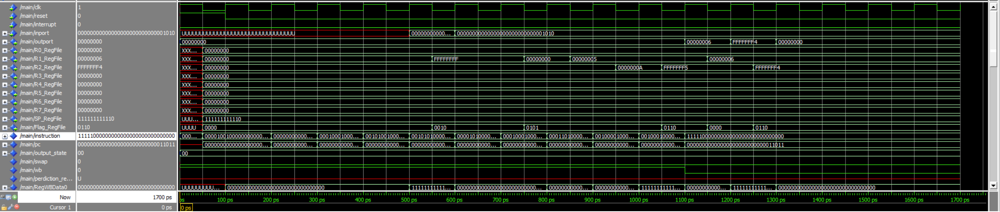 /main/clk 1
/main/reset 0
/main/interrupt 0
/main/inport 00000000000000000000000000001010 UUUUUUUUUUUUUUUUUUUUUUUUUUUUUUUU 00000000000... 00000000000000000000000000001010
/main/outport 00000000 00000000 00000006 FFFFFFF4 00000000
/main/R0_RegFile 00000000 XXX... 00000000
/main/R1_RegFile 00000006 XXX... 00000000 FFFFFFFF 00000000 00000005 00000006
/main/R2_RegFile FFFFFFF4 XXX... 00000000 0000000A FFFFFFF5 FFFFFFF4
/main/R3_RegFile 00000000 XXX... 00000000
/main/R4_RegFile 00000000 XXX... 00000000
/main/R5_RegFile 00000000 XXX... 00000000
/main/R6_RegFile 00000000 XXX... 00000000
/main/R7_RegFile 00000000 XXX... 00000000
/main/SP_RegFile 111111111110 UUU... 111111111110
/main/Flag_RegFile 0110 UUUU 0000 0010 0101 0110 0000 0110
/main/instruction 11111000000000000000000000000000 000... 000010010000000000... 00000000000... 00010001000... 00101001000... 00101010000... 00001010000... 00010001000... 00011010000... 00100001000... 00100010000... 11111000000000000000000000000000
/main/pc 00000000000000000000000000011011 000000000000000000... 00000000000... 00000000000... 00000000000... 00000000000... 00000000000... 00000000000... 00000000000... 00000000000... 00000000000... 00000000000000000000000000011011
/main/output_state 00 00
/main/swap 0
/main/wb 0
/main/perdiction_re... U
/main/RegWBData0 00000000000000000000000000000000 UUUUUUUUU... 00000000000000000000000000000000 11111111111... 0000000000000000000000... 00000000000... 00000000000... 11111111111... 00000000000... 11111111111... 00000000000000000000000000000000
Now 1700 ps ps 100 ps 200 ps 300 ps 400 ps 500 ps 600 ps 700 ps 800 ps 900 ps 1000 ps 1100 ps 1200 ps 1300 ps 1400 ps 1500 ps 1600 ps 1700 ps
Cursor 1 0 ps 0 ps